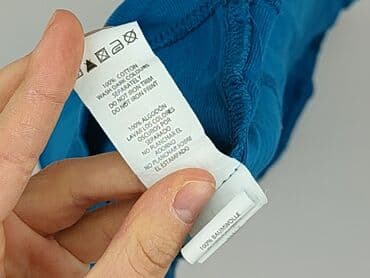 100% COTTON
WASH DARK COLOURS
SEPARATELY
DO NOT IRON TRIM
DO NOT IRON PRINT
100% ALGODÓN
LAVAR LOS COLORES
OSCUROS POR
SEPARADO
NO PLANCHAR EL
ADORNO
NO PLANCHAR SOBRE
EL ESTAMPADO
100% BAUMWOLLE